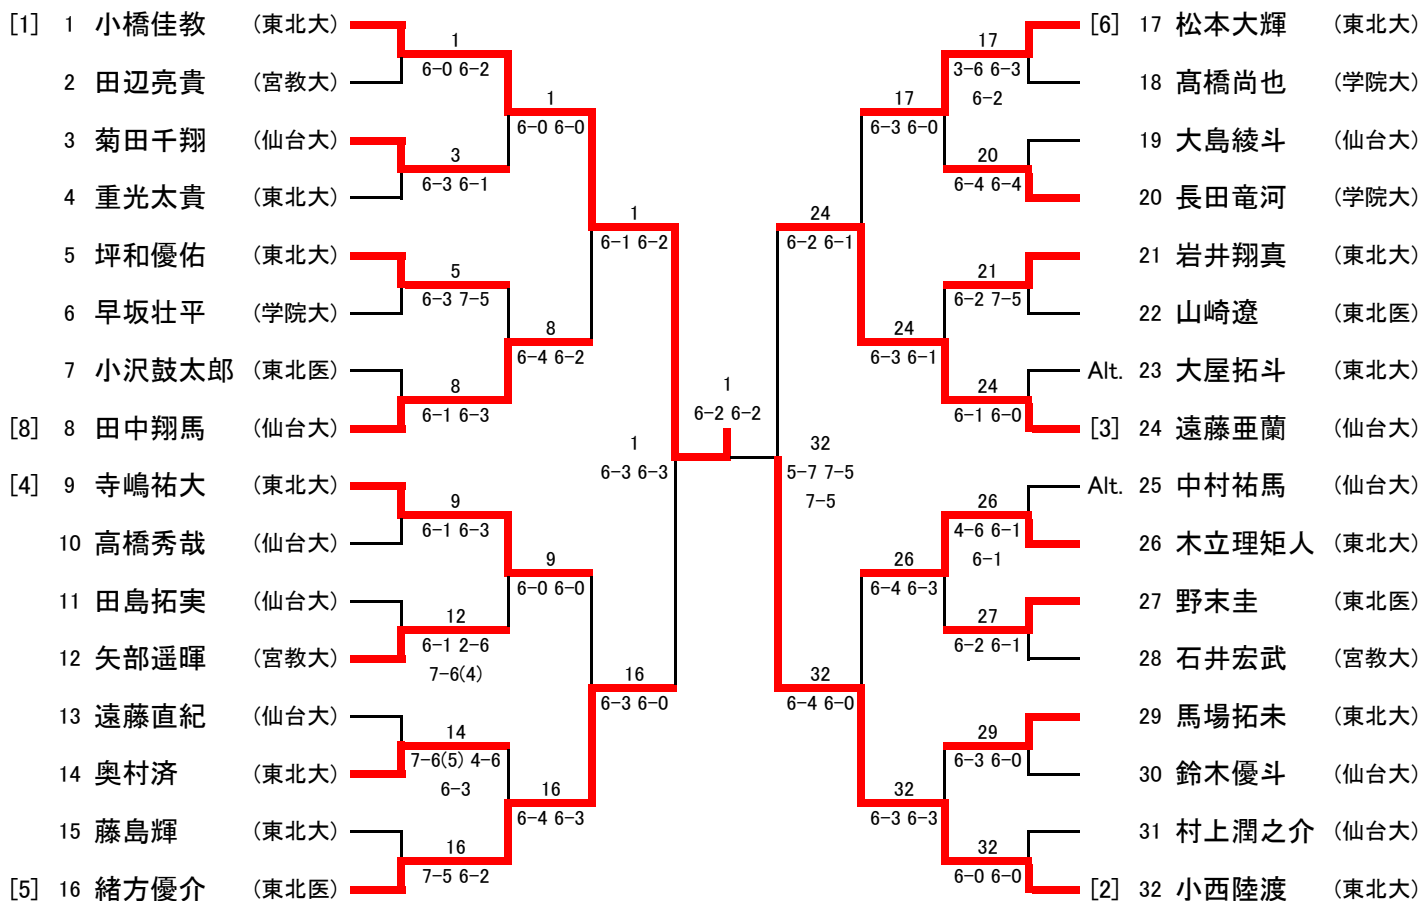 [1] 1 小橋佳教 (東北大)
2 田辺亮貴 (宮教大)
3 菊田千翔 (仙台大)
4 重光太貴 (東北大)
5 坪和優佑 (東北大)
6 早坂壮平 (学院大)
7 小沢鼓太郎 (東北医)
[8] 8 田中翔馬 (仙台大)
[4] 9 寺嶋祐大 (東北大)
10 高橋秀哉 (仙台大)
11 田島拓実 (仙台大)
12 矢部遥暉 (宮教大)
13 遠藤直紀 (仙台大)
14 奥村済 (東北大)
15 藤島輝 (東北大)
[5] 16 緒方優介 (東北医)
1
6-0 6-2
3
6-3 6-1
5
6-3 7-5
8
6-1 6-3
9
6-1 6-3
12
6-1 2-6
7-6(4)
14
7-6(5) 4-6
6-3
16
7-5 6-2
1
6-0 6-0
8
6-4 6-2
9
6-0 6-0
16
6-4 6-3
1
6-1 6-2
16
6-3 6-0
1
6-3 6-3
1
6-2 6-2
32
5-7 7-5
7-5
24
6-2 6-1
32
6-4 6-0
17
6-3 6-0
24
6-3 6-1
26
6-4 6-3
32
6-3 6-3
17
3-6 6-3
6-2
20
6-4 6-4
21
6-2 7-5
24
6-1 6-0
26
4-6 6-1
6-1
27
6-2 6-1
29
6-3 6-0
32
6-0 6-0
[6] 17 松本大輝 (東北大)
18 髙橋尚也 (学院大)
19 大島綾斗 (仙台大)
20 長田竜河 (学院大)
21 岩井翔真 (東北大)
22 山崎遼 (東北医)
Alt. 23 大屋拓斗 (東北大)
[3] 24 遠藤亜蘭 (仙台大)
Alt. 25 中村祐馬 (仙台大)
26 木立理矩人 (東北大)
27 野末圭 (東北医)
28 石井宏武 (宮教大)
29 馬場拓未 (東北大)
30 鈴木優斗 (仙台大)
31 村上潤之介 (仙台大)
[2] 32 小西陸渡 (東北大)